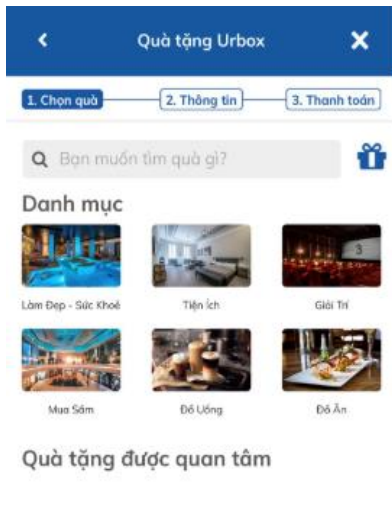 Quà tặng Urbox
1. Chọn quà 2. Thông tin 3. Thanh toán
Bạn muốn tìm quà gì?
Danh mục
Làm Đẹp - Sức Khoẻ Tiện Ích Giải Trí
Mua Sắm Đồ Uống Đồ Ăn
Quà tặng được quan tâm